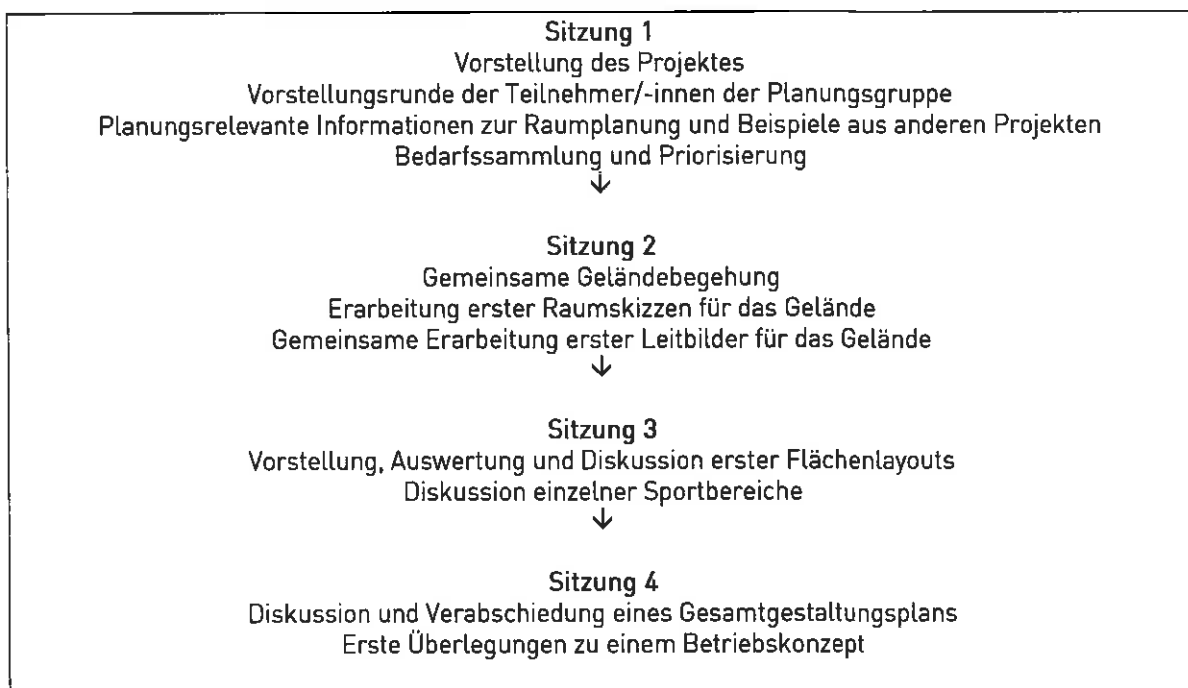 Sitzung 1
Vorstellung des Projektes
Vorstellungsrunde der Teilnehmer/-innen der Planungsgruppe
Planungsrelevante Informationen zur Raumplanung und Beispiele aus anderen Projekten
Bedarfssammlung und Priorisierung
↓
Sitzung 2
Gemeinsame Geländebegehung
Erarbeitung erster Raumskizzen für das Gelände
Gemeinsame Erarbeitung erster Leitbilder für das Gelände
↓
Sitzung 3
Vorstellung, Auswertung und Diskussion erster Flächenlayouts
Diskussion einzelner Sportbereiche
↓
Sitzung 4
Diskussion und Verabschiedung eines Gesamtgestaltungsplans
Erste Überlegungen zu einem Betriebskonzept